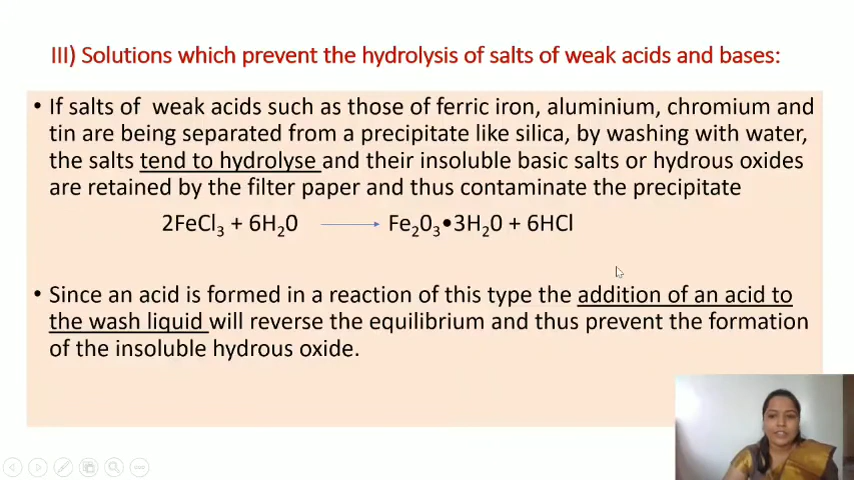 III) Solutions which prevent the hydrolysis of salts of weak acids and bases:
• If salts of weak acids such as those of ferric iron, aluminium, chromium and
tin are being separated from a precipitate like silica, by washing with water,
the salts tend to hydrolyse and their insoluble basic salts or hydrous oxides
are retained by the filter paper and thus contaminate the precipitate
2FeCl₃ + 6H₂0 ⟶ Fe₂0₃•3H₂0 + 6HCl
• Since an acid is formed in a reaction of this type the addition of an acid to
the wash liquid will reverse the equilibrium and thus prevent the formation
of the insoluble hydrous oxide.